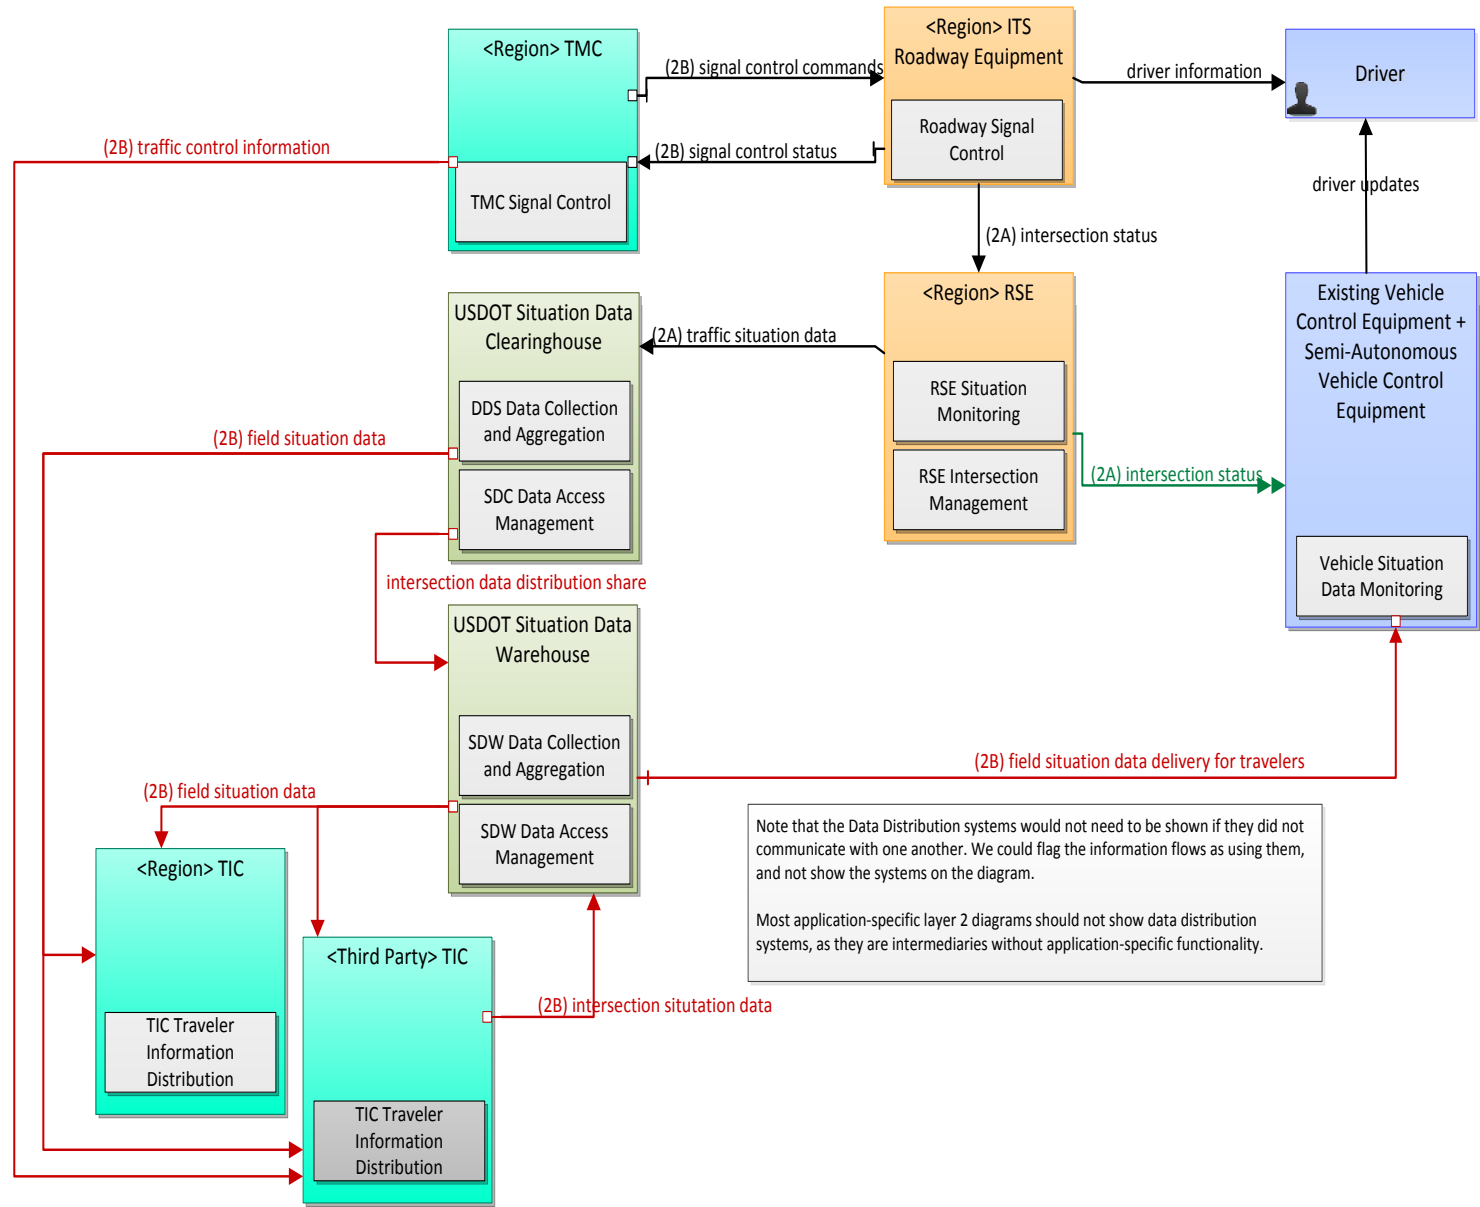 <Region> TMC
TMC Signal Control
(2B) signal control commands
(2B) signal control status
<Region> ITS
Roadway Equipment
Roadway Signal
Control
driver information
Driver
driver updates
(2B) traffic control information
(2A) intersection status
USDOT Situation Data
Clearinghouse
DDS Data Collection
and Aggregation
SDC Data Access
Management
(2A) traffic situation data
<Region> RSE
RSE Situation
Monitoring
RSE Intersection
Management
(2A) intersection status
Existing Vehicle
Control Equipment +
Semi-Autonomous
Vehicle Control
Equipment
Vehicle Situation
Data Monitoring
(2B) field situation data
intersection data distribution share
USDOT Situation Data
Warehouse
SDW Data Collection
and Aggregation
SDW Data Access
Management
(2B) field situation data delivery for travelers
(2B) field situation data
<Region> TIC
TIC Traveler
Information
Distribution
<Third Party> TIC
TIC Traveler
Information
Distribution
(2B) intersection situtation data
Note that the Data Distribution systems would not need to be shown if they did not
communicate with one another. We could flag the information flows as using them,
and not show the systems on the diagram.
Most application-specific layer 2 diagrams should not show data distribution
systems, as they are intermediaries without application-specific functionality.